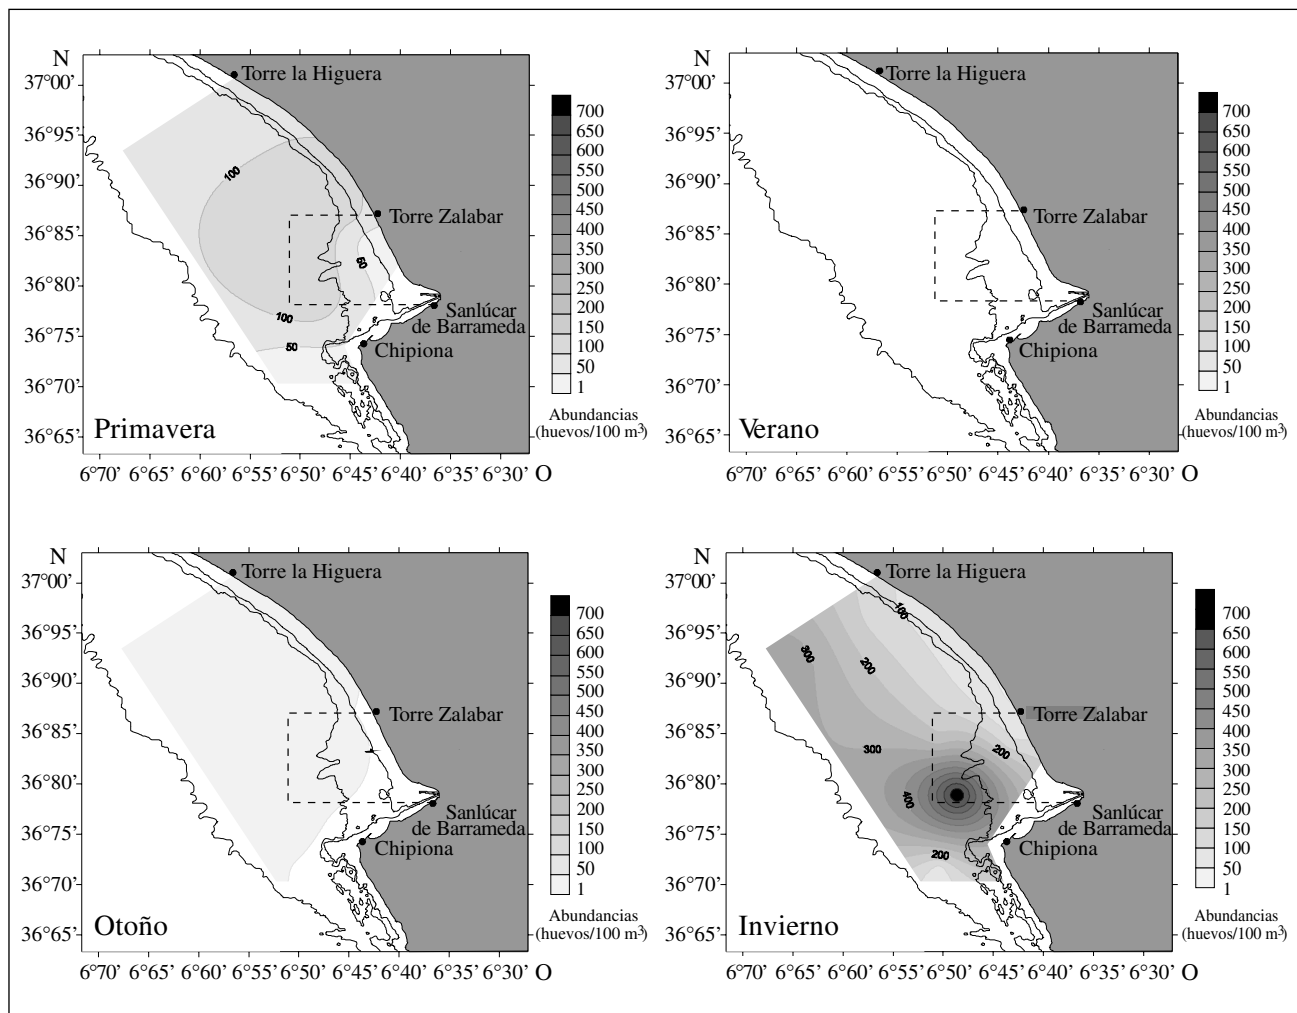 N
Torre la Higuera
37°00’
36°95’
36°90’
36°85’
36°80’
36°75’
36°70’
36°65’
100
Torre Zalabar
50
Sanlúcar
de Barrameda
100
50
Chipiona
Primavera
6°70’ 6°65’ 6°60’ 6°55’ 6°50’ 6°45’ 6°40’ 6°35’ 6°30’ O
700
650
600
550
500
450
400
350
300
250
200
150
100
50
1
Abundancias
(huevos/100 m³)
N
Torre la Higuera
37°00’
36°95’
36°90’
36°85’
36°80’
36°75’
36°70’
36°65’
Torre Zalabar
Sanlúcar
de Barrameda
Chipiona
Verano
6°70’ 6°65’ 6°60’ 6°55’ 6°50’ 6°45’ 6°40’ 6°35’ 6°30’ O
700
650
600
550
500
450
400
350
300
250
200
150
100
50
1
Abundancias
(huevos/100 m³)
N
Torre la Higuera
37°00’
36°95’
36°90’
36°85’
36°80’
36°75’
36°70’
36°65’
Torre Zalabar
1
Sanlúcar
de Barrameda
Chipiona
Otoño
6°70’ 6°65’ 6°60’ 6°55’ 6°50’ 6°45’ 6°40’ 6°35’ 6°30’ O
700
650
600
550
500
450
400
350
300
250
200
150
100
50
1
Abundancias
(huevos/100 m³)
N
Torre la Higuera
37°00’
36°95’
36°90’
36°85’
36°80’
36°75’
36°70’
36°65’
100
300
200
Torre Zalabar
300
200
400
Sanlúcar
de Barrameda
200
Chipiona
Invierno
6°70’ 6°65’ 6°60’ 6°55’ 6°50’ 6°45’ 6°40’ 6°35’ 6°30’ O
700
650
600
550
500
450
400
350
300
250
200
150
100
50
1
Abundancias
(huevos/100 m³)